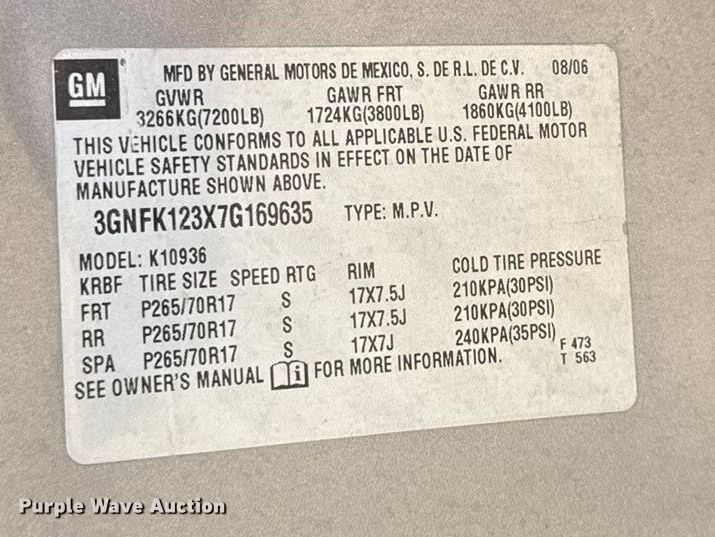 GM
MFD BY GENERAL MOTORS DE MEXICO, S. DE R.L. DE C.V. 08/06
GVWR GAWR FRT GAWR RR
3266KG(7200LB) 1724KG(3800LB) 1860KG(4100LB)
THIS VEHICLE CONFORMS TO ALL APPLICABLE U.S. FEDERAL MOTOR
VEHICLE SAFETY STANDARDS IN EFFECT ON THE DATE OF
MANUFACTURE SHOWN ABOVE.
3GNFK123X7G169635 TYPE: M.P.V.
MODEL: K10936
KRBF TIRE SIZE SPEED RTG RIM COLD TIRE PRESSURE
FRT P265/70R17 S 17X7.5J 210KPA(30PSI)
RR P265/70R17 S 17X7.5J 210KPA(30PSI)
SPA P265/70R17 S 17X7J 240KPA(35PSI) F 473
T 563
SEE OWNER'S MANUAL i FOR MORE INFORMATION.
Purple Wave Auction